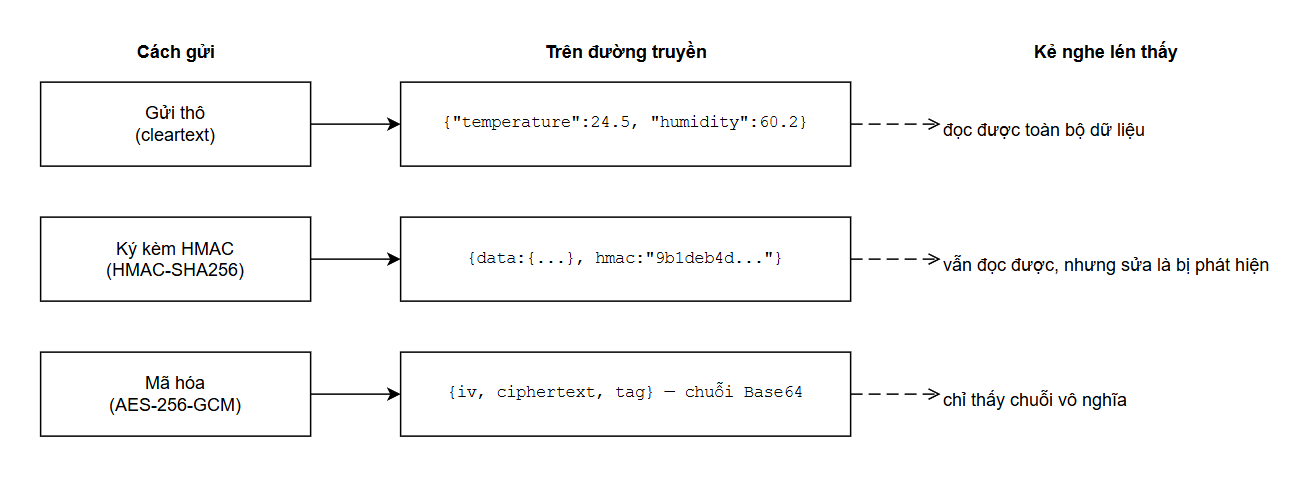 Cách gửi
Trên đường truyền
Kẻ nghe lén thấy
Gửi thô
(cleartext)
{"temperature":24.5, "humidity":60.2}
đọc được toàn bộ dữ liệu
Ký kèm HMAC
(HMAC-SHA256)
{data:{...}, hmac:"9b1deb4d..."}
vẫn đọc được, nhưng sửa là bị phát hiện
Mã hóa
(AES-256-GCM)
{iv, ciphertext, tag} — chuỗi Base64
chỉ thấy chuỗi vô nghĩa